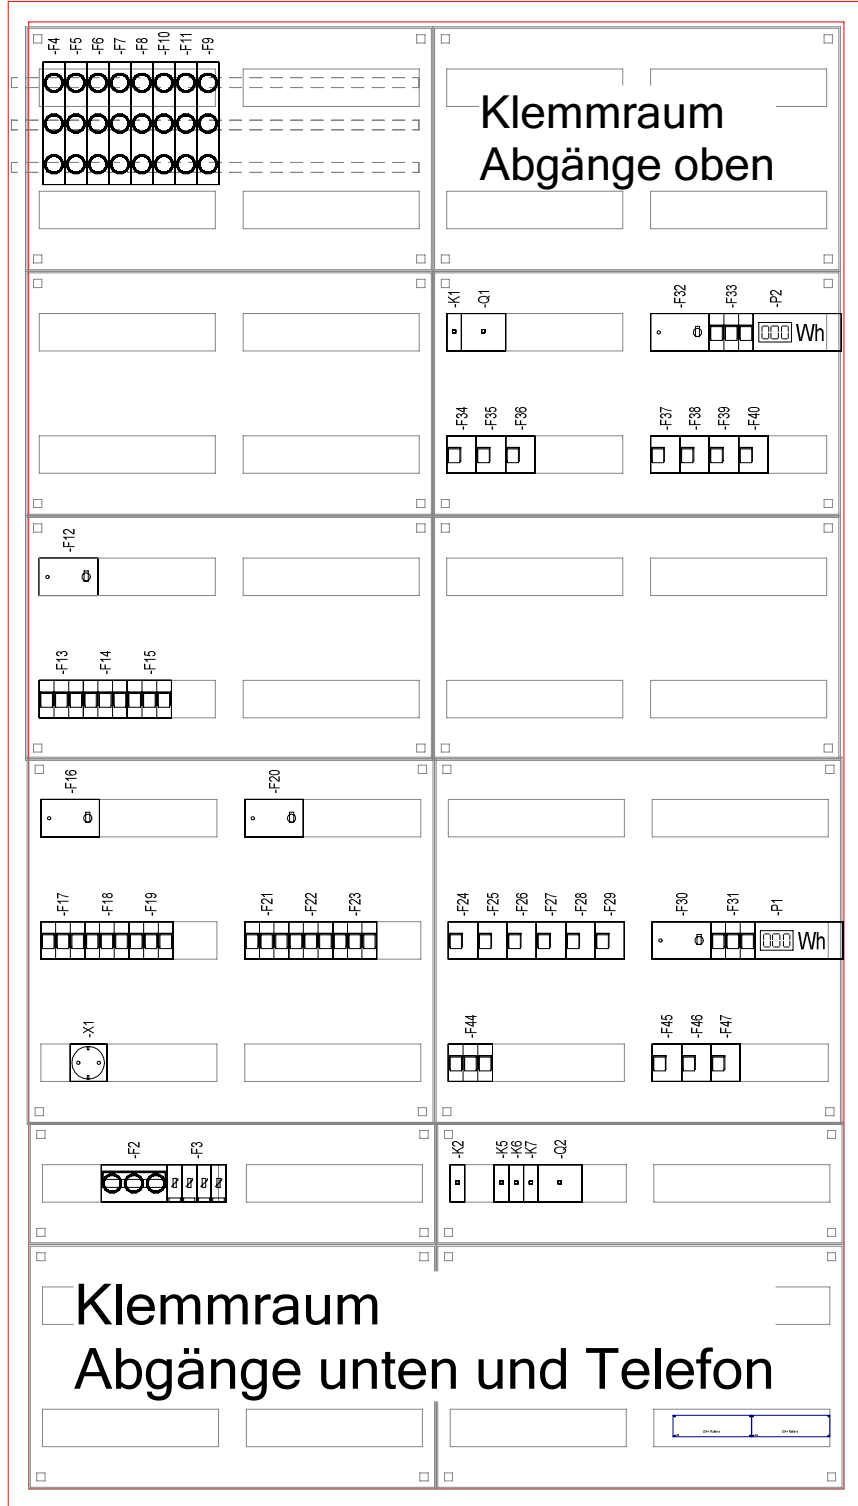 -F4 -F5 -F6 -F7 -F8 -F10 -F11 -F9
Klemmraum
Abgänge oben
-K1 -Q1 -F32 -F33 -P2
000 Wh
-F34 -F35 -F36 -F37 -F38 -F39 -F40
-F12
-F13 -F14 -F15
-F16 -F20
-F17 -F18 -F19 -F21 -F22 -F23 -F24 -F25 -F26 -F27 -F28 -F29 -F30 -F31 -P1
000 Wh
-X1 -F44 -F45 -F46 -F47
-F2 -F3 -K2 -K5 -K6 -K7 -Q2
Klemmraum
Abgänge unten und Telefon